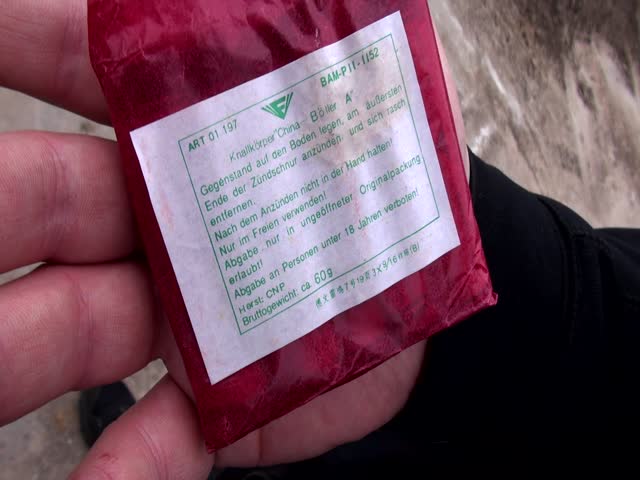 ART 01 197
BAM-PII-1152
Knallkörper "China - Böller A"
Gegenstand auf den Boden legen, am äußersten
Ende der Zündschnur anzünden und sich rasch
entfernen.
Nach dem Anzünden nicht in der Hand halten!
Nur im Freien verwenden!
Abgabe nur in ungeöffneter Originalpackung
erlaubt!
Abgabe an Personen unter 18 Jahren verboten!
Herst: CNP
Bruttogewicht: ca. 60g